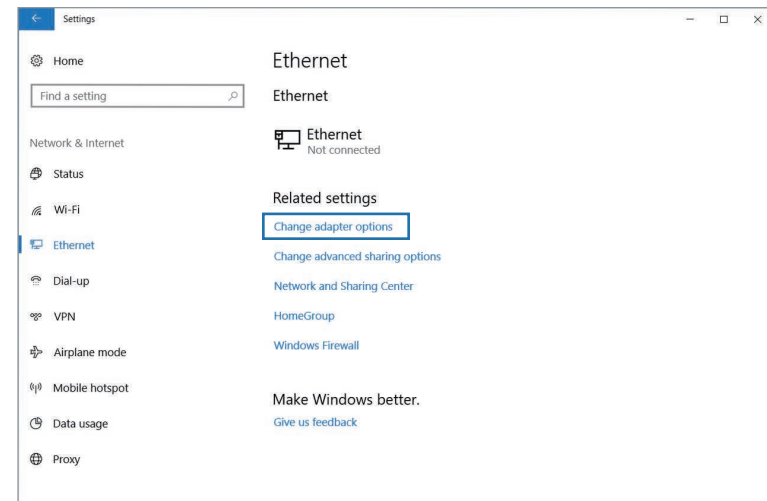 Settings
Home
Find a setting
Network & Internet
Status
Wi-Fi
Ethernet
Dial-up
VPN
Airplane mode
Mobile hotspot
Data usage
Proxy
Ethernet
Ethernet
Ethernet
Not connected
Related settings
Change adapter options
Change advanced sharing options
Network and Sharing Center
HomeGroup
Windows Firewall
Make Windows better.
Give us feedback